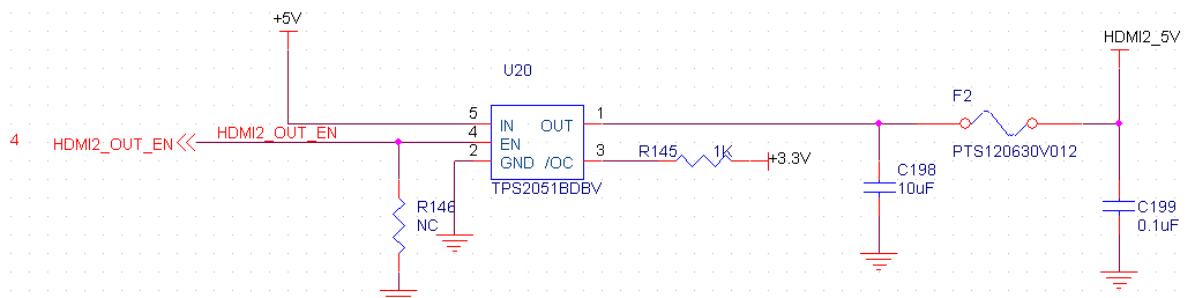 +5V
HDMI2_5V
U20
F2
5
1
4 HDMI2_OUT_EN
HDMI2_OUT_EN
IN OUT
4
EN
2
3
GND /OC
R145 1K
+3.3V
PTS120630V012
TPS2051BDBV
C198
10uF
R146
NC
C199
0.1uF